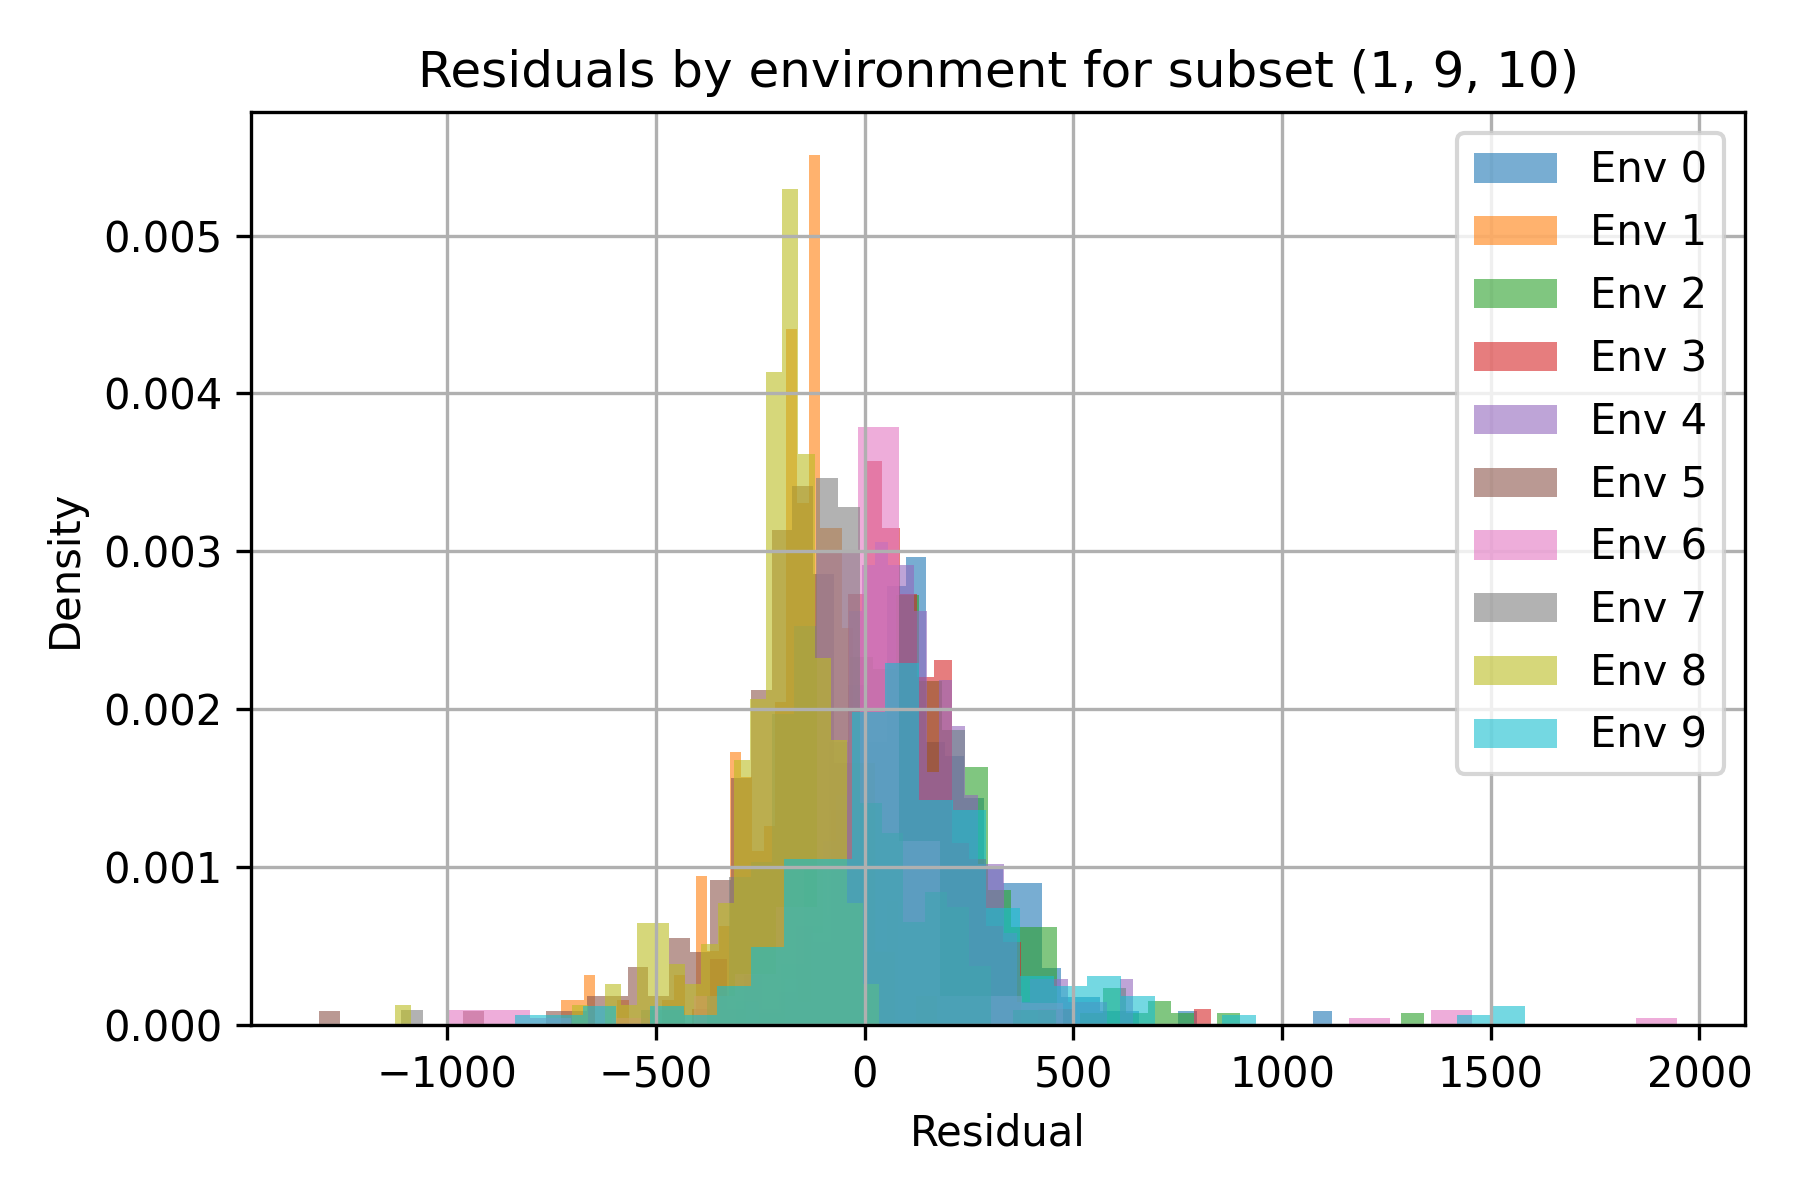 Residuals by environment for subset (1, 9, 10)
Env 0
Env 1
Env 2
Env 3
Env 4
Env 5
Env 6
Env 7
Env 8
Env 9
Density
0.005
0.004
0.003
0.002
0.001
0.000
−1000 −500 0 500 1000 1500 2000
Residual